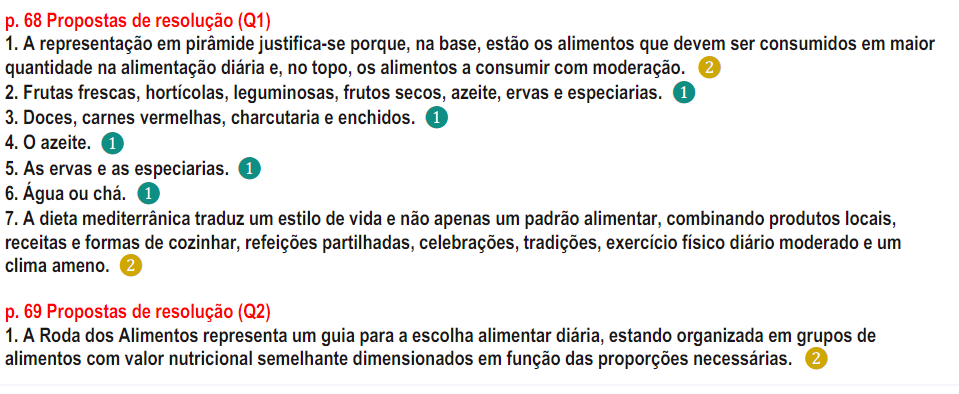 p. 68 Propostas de resolução (Q1)
1. A representação em pirâmide justifica-se porque, na base, estão os alimentos que devem ser consumidos em maior
quantidade na alimentação diária e, no topo, os alimentos a consumir com moderação. 2
2. Frutas frescas, hortícolas, leguminosas, frutos secos, azeite, ervas e especiarias. 1
3. Doces, carnes vermelhas, charcutaria e enchidos. 1
4. O azeite. 1
5. As ervas e as especiarias. 1
6. Água ou chá. 1
7. A dieta mediterrânica traduz um estilo de vida e não apenas um padrão alimentar, combinando produtos locais,
receitas e formas de cozinhar, refeições partilhadas, celebrações, tradições, exercício físico diário moderado e um
clima ameno. 2
p. 69 Propostas de resolução (Q2)
1. A Roda dos Alimentos representa um guia para a escolha alimentar diária, estando organizada em grupos de
alimentos com valor nutricional semelhante dimensionados em função das proporções necessárias. 2